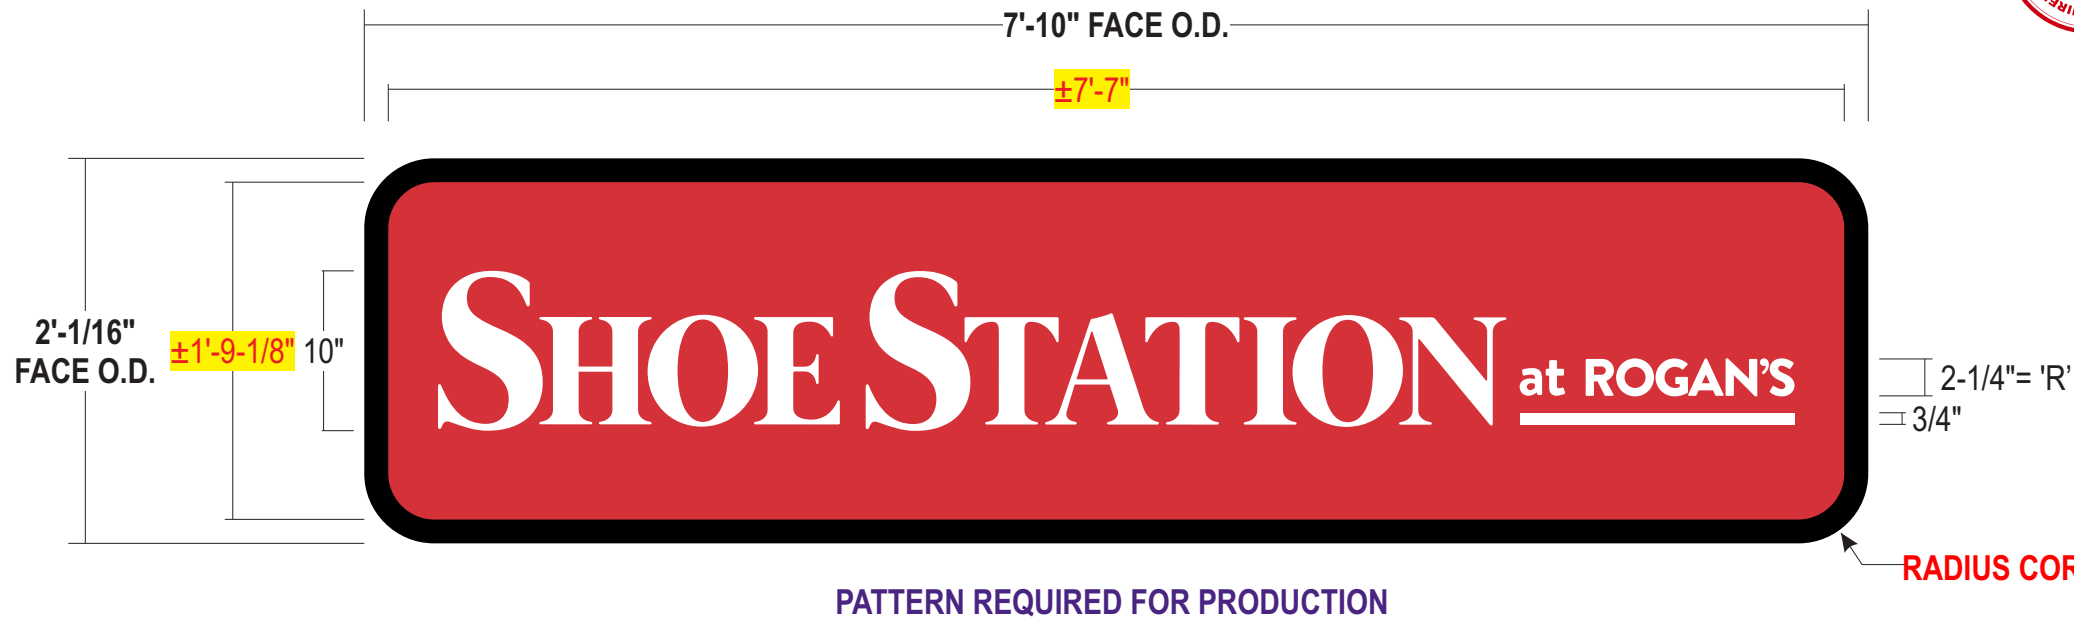 7'-10" FACE O.D.
±7'-7"
2'-1/16"
FACE O.D.
±1'-9-1/8"
10"
SHOE STATION at ROGAN'S
2-1/4"= 'R'
3/4"
RADIUS
PATTERN REQUIRED FOR PRODUCTION